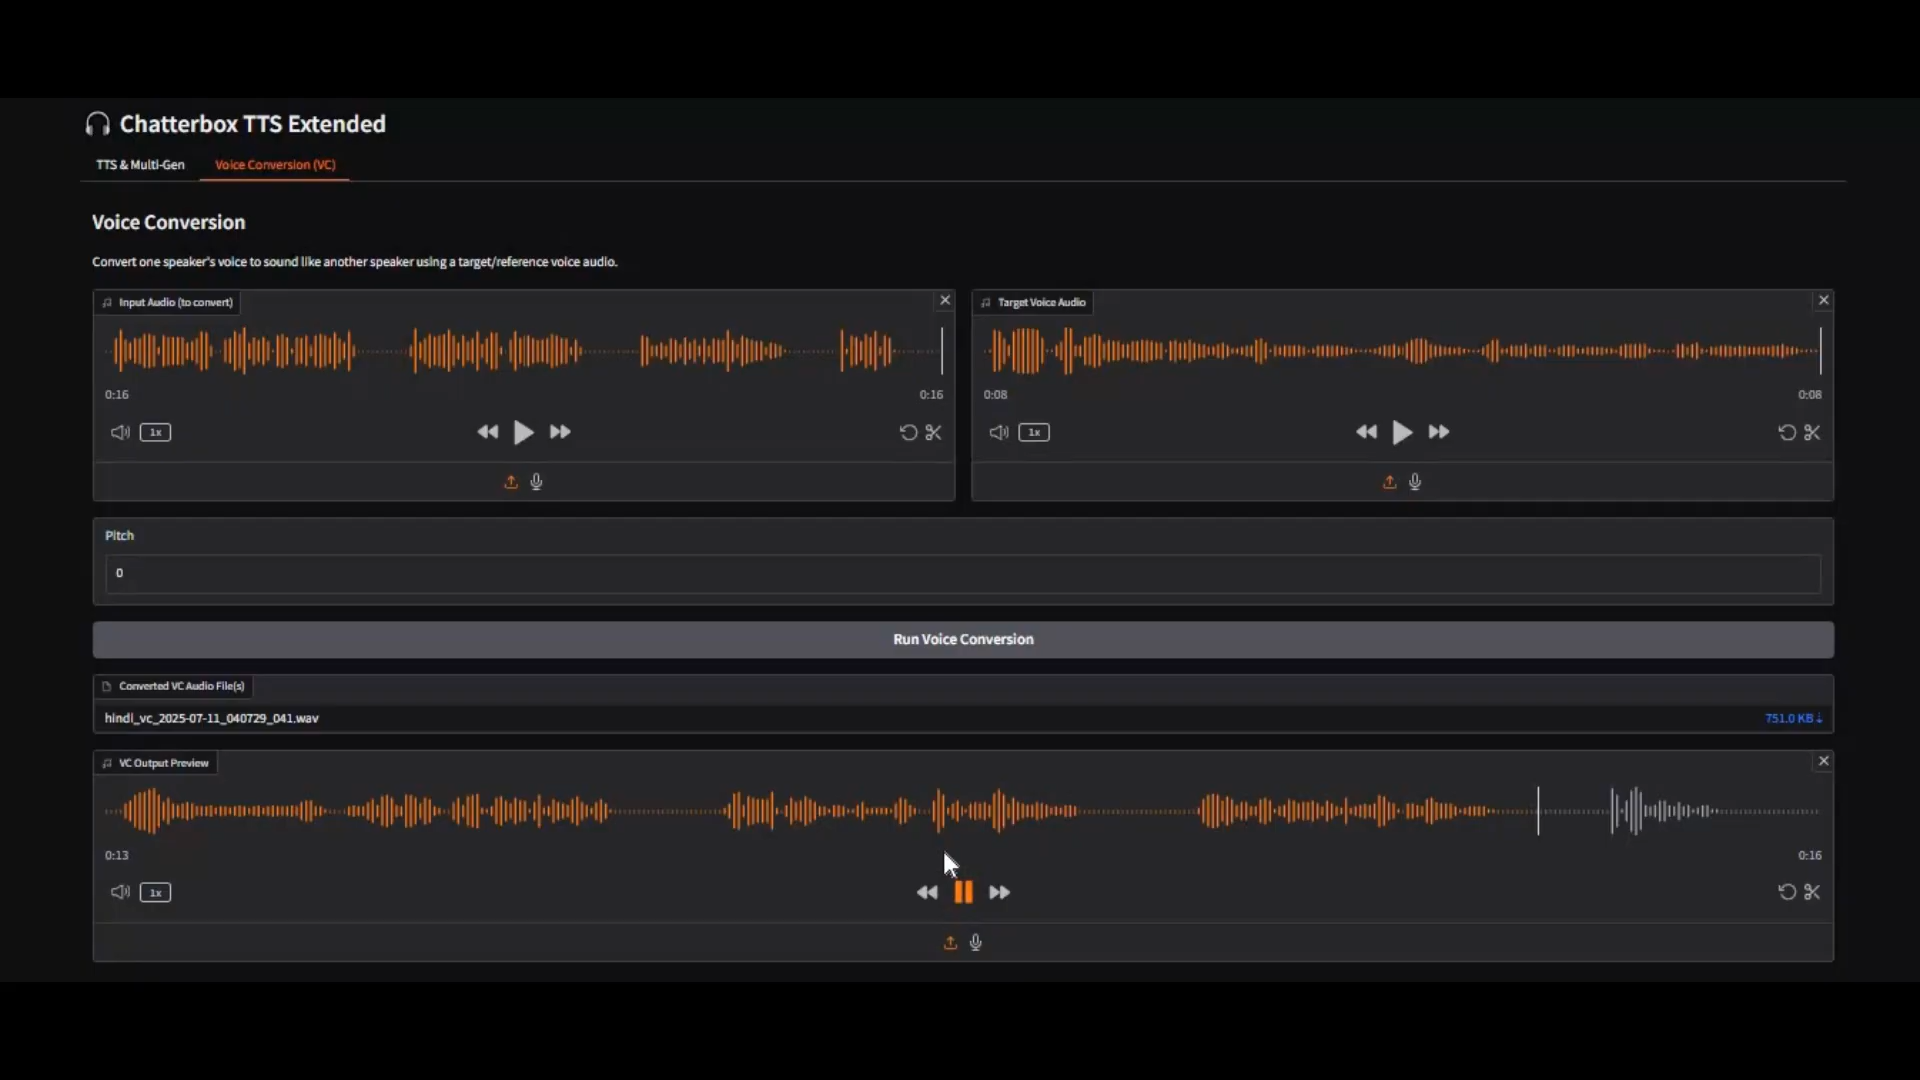 Chatterbox TTS Extended
TTS & Multi-Gen
Voice Conversion (VC)
Voice Conversion
Convert one speaker's voice to sound like another speaker using a target/reference voice audio.
Input Audio (to convert)
Target Voice Audio
0:16
0:16
0:08
0:08
1x
1x
Pitch
0
Run Voice Conversion
Converted VC Audio File(s)
hindi_vc_2025-07-11_040729_041.wav
751.0 KB ⇣
VC Output Preview
0:13
0:16
1x